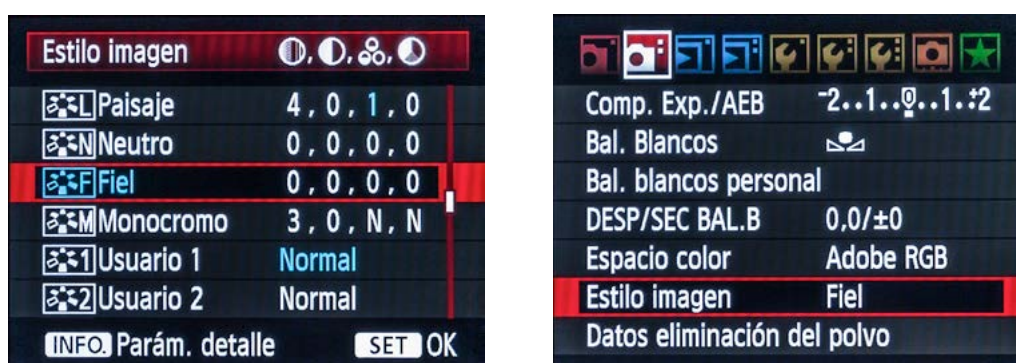 Estilo imagen
L Paisaje 4, 0, 1, 0
N Neutro 0, 0, 0, 0
F Fiel 0, 0, 0, 0
M Monocromo 3, 0, N, N
1 Usuario 1 Normal
2 Usuario 2 Normal
INFO. Parám. detalle SET OK
Comp. Exp./AEB -2..1..0..1..+2
Bal. Blancos
Bal. blancos personal
DESP/SEC BAL.B 0,0/±0
Espacio color Adobe RGB
Estilo imagen Fiel
Datos eliminación del polvo